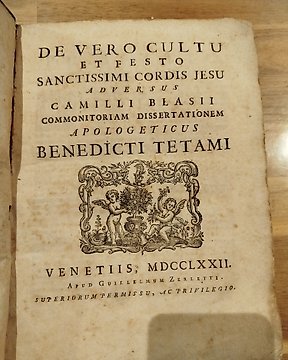 DE VERO CULTU
ET FESTO
SANCTISSIMI CORDIS JESU
ADVERSUS
CAMILLI BLASII
COMMONITORIAM DISSERTATIONEM
APOLOGETICUS
BENEDICTI TETAMI
VENETIIS, MDCCLXXII.
APUD GUILLELMUM ZERLETTI.
SUPERIORUM PERMISSU, AC PRIVILEGIO.